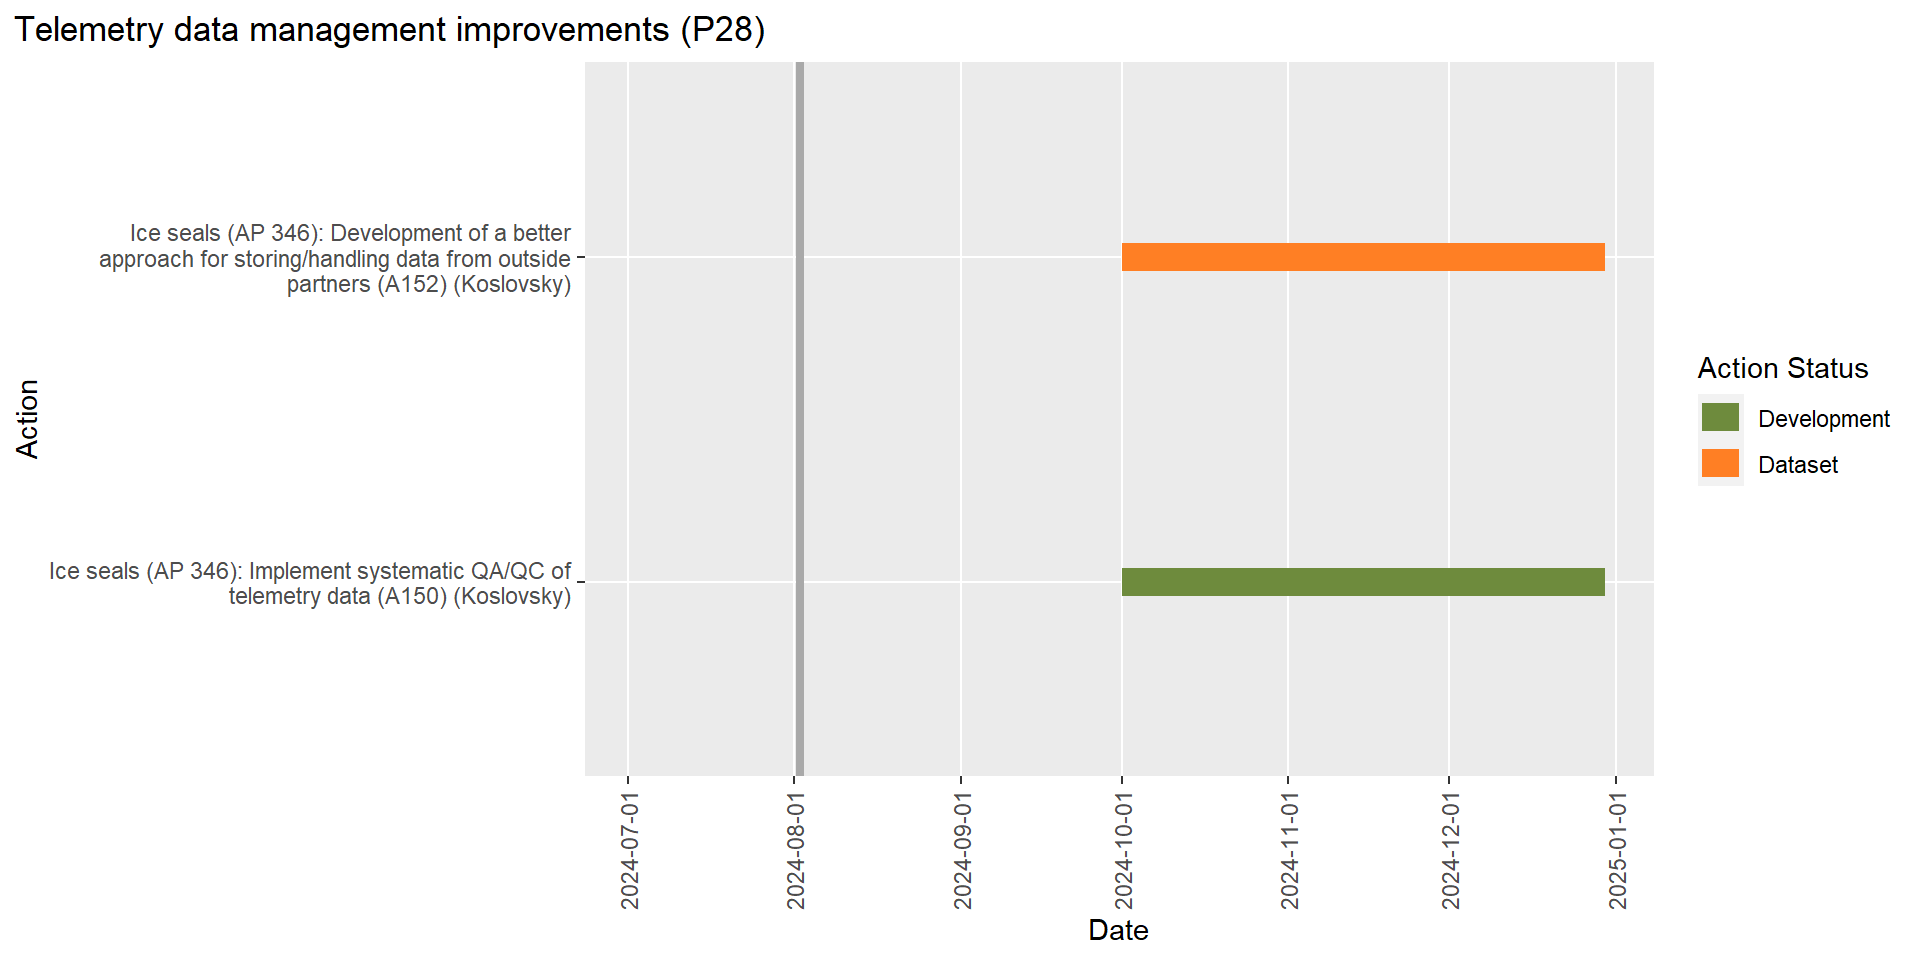 Telemetry data management improvements (P28)
Action
Ice seals (AP 346): Development of a better
approach for storing/handling data from outside
partners (A152) (Koslovsky)
Ice seals (AP 346): Implement systematic QA/QC of
telemetry data (A150) (Koslovsky)
2024-07-01
2024-08-01
2024-09-01
2024-10-01
2024-11-01
2024-12-01
2025-01-01
Date
Action Status
Development
Dataset